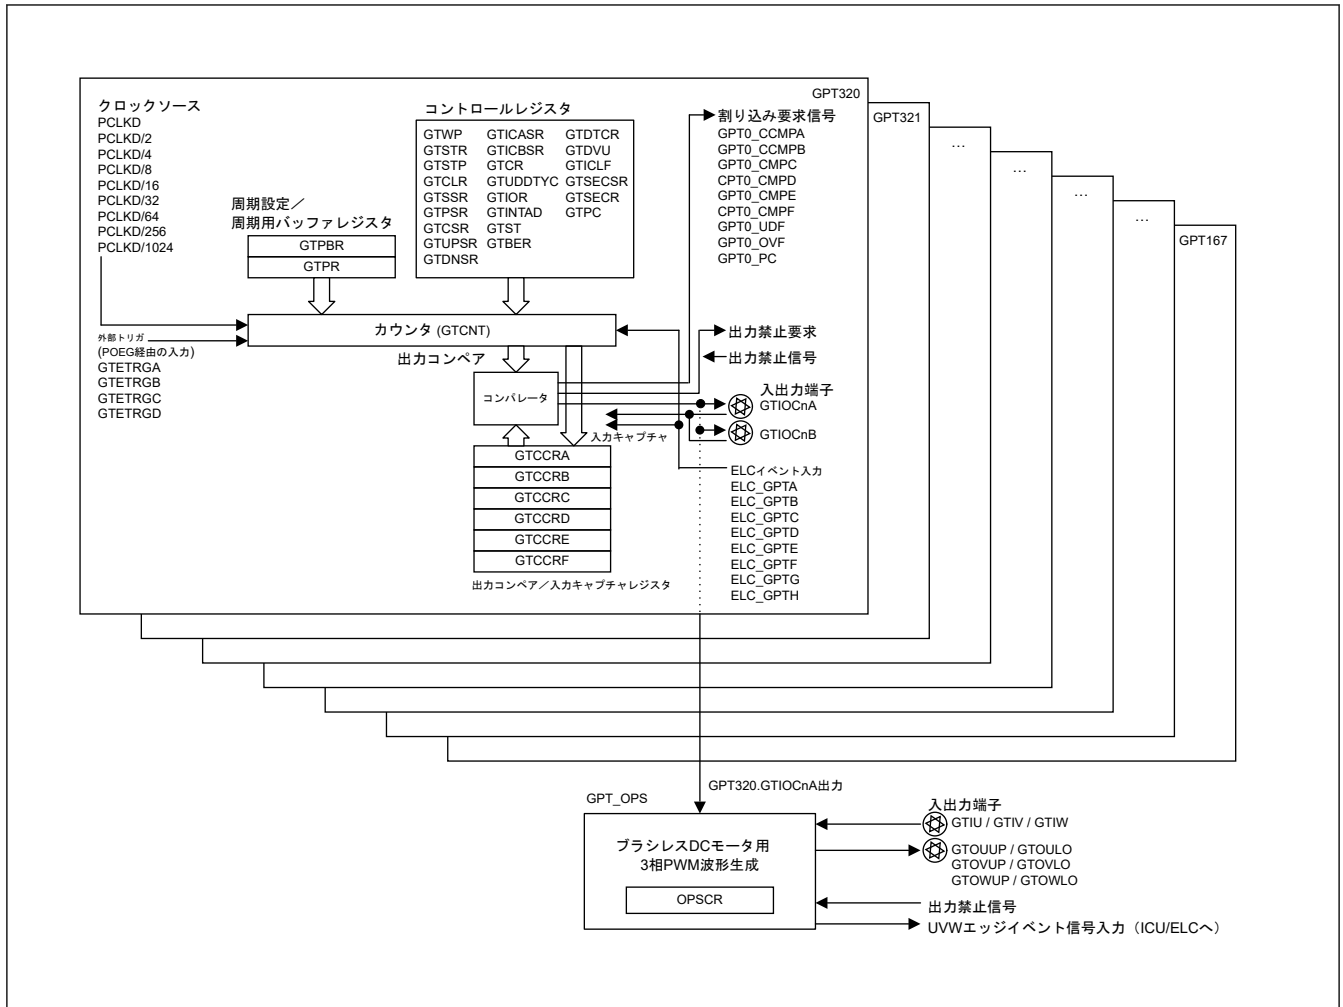 GPT320
GPT321
…
…
…
…
GPT167
クロックソース
PCLKD
PCLKD/2
PCLKD/4
PCLKD/8
PCLKD/16
PCLKD/32
PCLKD/64
PCLKD/256
PCLKD/1024
周期設定／
周期用バッファレジスタ
GTPBR
GTPR
コントロールレジスタ
GTWP GTICASR GTDTCR
GTSTR GTICBSR GTDVU
GTSTP GTCR GTICLF
GTCLR GTUDDTYC GTSECSR
GTSSR GTIOR GTSECR
GTPSR GTINTAD GTPC
GTCSR GTST
GTUPSR GTBER
GTDNSR
割り込み要求信号
GPT0_CCMPA
GPT0_CCMPB
GPT0_CMPC
CPT0_CMPD
GPT0_CMPE
CPT0_CMPF
GPT0_UDF
GPT0_OVF
GPT0_PC
カウンタ (GTCNT)
外部トリガ
(POEG経由の入力)
GTETRGA
GTETRGB
GTETRGC
GTETRGD
出力コンペア
コンパレータ
出力禁止要求
出力禁止信号
入出力端子
GTIOCnA
GTIOCnB
入力キャプチャ
GTCCRA
GTCCRB
GTCCRC
GTCCRD
GTCCRE
GTCCRF
出力コンペア／入力キャプチャレジスタ
ELCイベント入力
ELC_GPTA
ELC_GPTB
ELC_GPTC
ELC_GPTD
ELC_GPTE
ELC_GPTF
ELC_GPTG
ELC_GPTH
GPT320.GTIOCnA出力
GPT_OPS
ブラシレスDCモータ用
3相PWM波形生成
OPSCR
入出力端子
GTIU / GTIV / GTIW
GTOUUP / GTOULO
GTOVUP / GTOVLO
GTOWUP / GTOWLO
出力禁止信号
UVWエッジイベント信号入力（ICU/ELCへ）